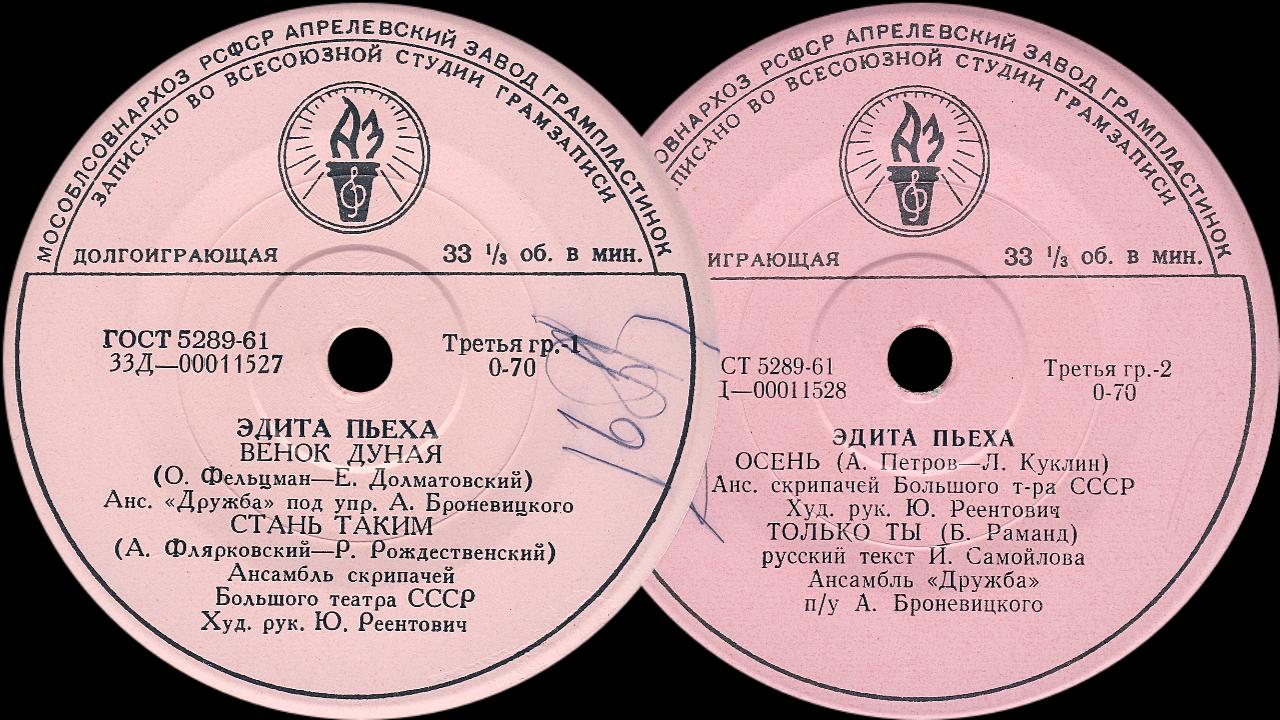 МОСОБЛСОВНАРХОЗ РСФСР АПРЕЛЕВСКИЙ ЗАВОД ГРАМПЛАСТИНОК
ЗАПИСАНО ВО ВСЕСОЮЗНОЙ СТУДИИ ГРАМЗАПИСИ
АЗ
ДОЛГОИГРАЮЩАЯ 33 ⅓ об. в мин.
ГОСТ 5289-61 Третья гр.-1
33Д—00011527 0-70
ЭДИТА ПЬЕХА
ВЕНОК ДУНАЯ
(О. Фельцман—Е. Долматовский)
Анс. «Дружба» под упр. А. Броневицкого
СТАНЬ ТАКИМ
(А. Флярковский—Р. Рождественский)
Ансамбль скрипачей
Большого театра СССР
Худ. рук. Ю. Реентович
ОВНАРХОЗ РСФСР АПРЕЛЕВСКИЙ ЗАВОД ГРАМПЛАСТИНОК
ПИСАНО ВО ВСЕСОЮЗНОЙ СТУДИИ ГРАМЗАПИСИ
АЗ
ИГРАЮЩАЯ 33 ⅓ об. в мин.
СТ 5289-61 Третья гр.-2
Д—00011528 0-70
ЭДИТА ПЬЕХА
ОСЕНЬ (А. Петров—Л. Куклин)
Анс. скрипачей Большого т-ра СССР
Худ. рук. Ю. Реентович
ТОЛЬКО ТЫ (Б. Раманд)
русский текст И. Самойлова
Ансамбль «Дружба»
п/у А. Броневицкого